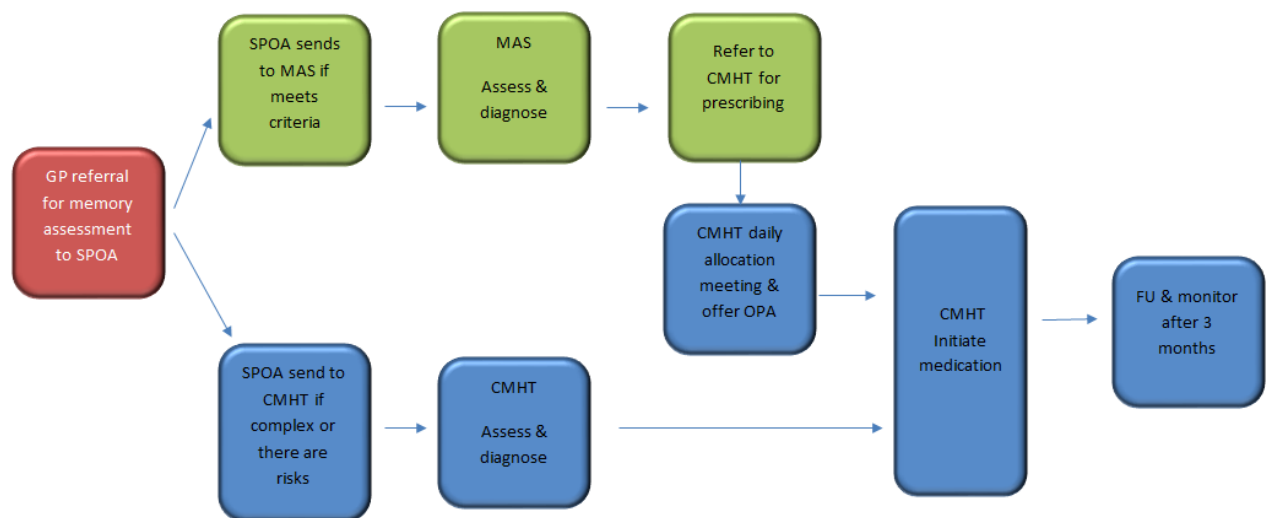 GP referral
for memory
assessment
to SPOA
SPOA sends
to MAS if
meets
criteria
MAS
Assess &
diagnose
Refer to
CMHT for
prescribing
CMHT daily
allocation
meeting &
offer OPA
SPOA send to
CMHT if
complex or
there are
risks
CMHT
Assess &
diagnose
CMHT
Initiate
medication
FU & monitor
after 3
months